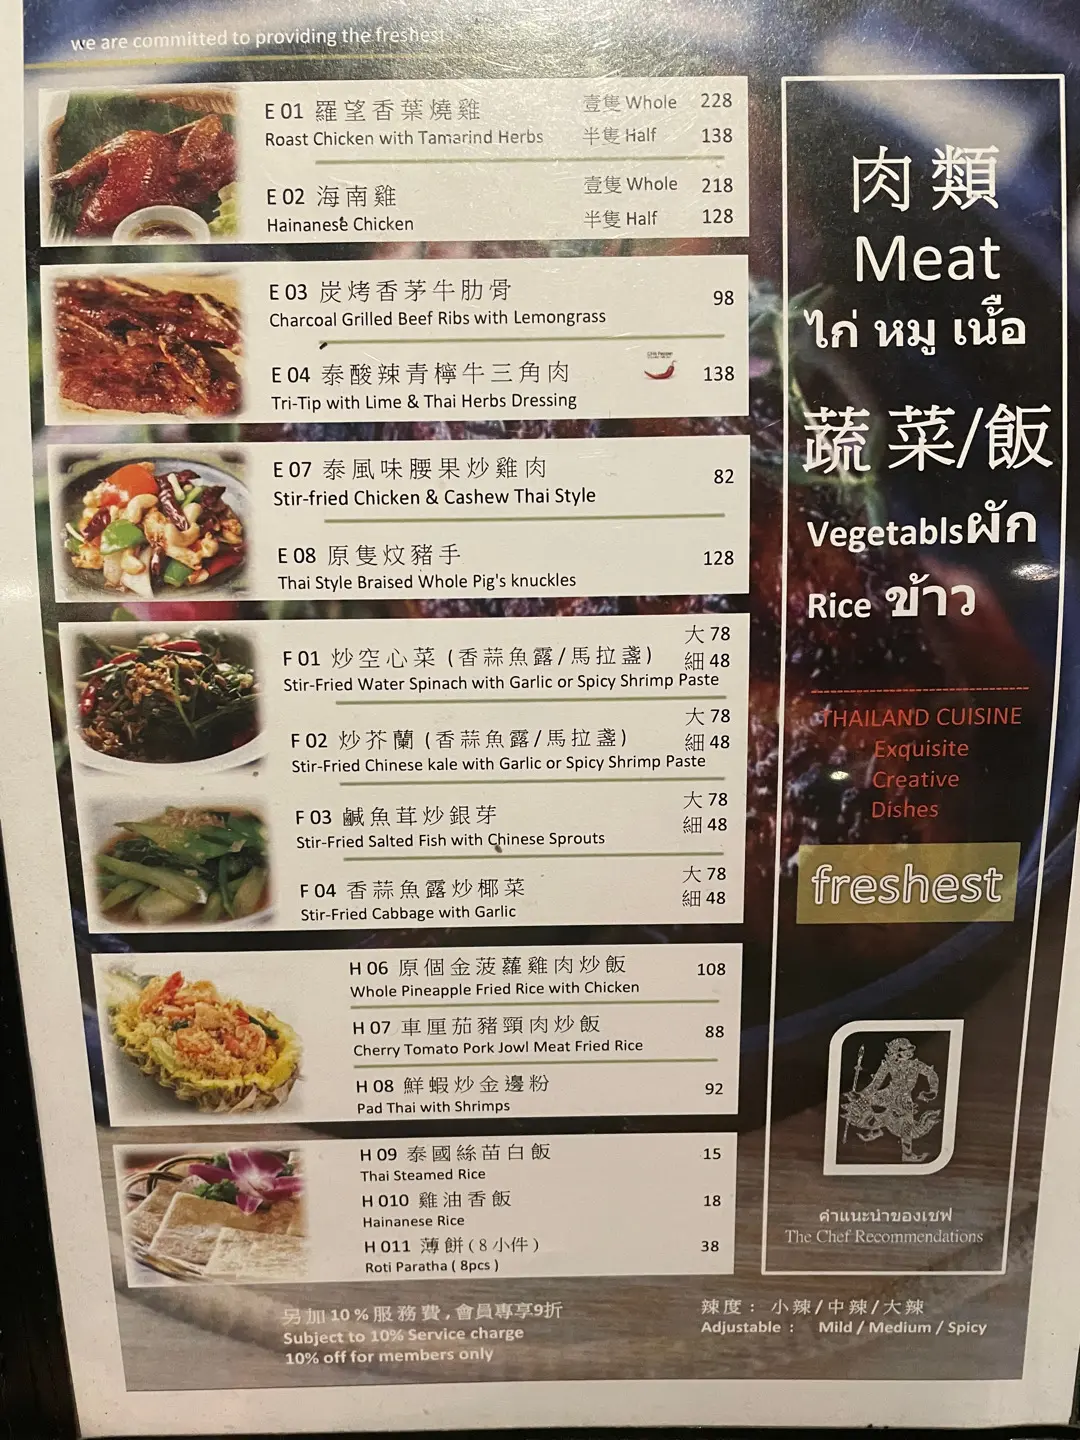 we are committed to providing the freshest
E 01 羅望香葉燒雞 壹隻 Whole 228
Roast Chicken with Tamarind Herbs 半隻 Half 138
E 02 海南雞 壹隻 Whole 218
Hainanese Chicken 半隻 Half 128
E 03 炭烤香茅牛肋骨 98
Charcoal Grilled Beef Ribs with Lemongrass
E 04 泰酸辣青檸牛三角肉 138
Tri-Tip with Lime & Thai Herbs Dressing
E 07 泰風味腰果炒雞肉 82
Stir-fried Chicken & Cashew Thai Style
E 08 原隻炆豬手 128
Thai Style Braised Whole Pig's knuckles
大 78
F 01 炒空心菜 (香蒜魚露/馬拉盞) 細 48
Stir-Fried Water Spinach with Garlic or Spicy Shrimp Paste
大 78
F 02 炒芥蘭 (香蒜魚露/馬拉盞) 細 48
Stir-Fried Chinese kale with Garlic or Spicy Shrimp Paste
大 78
F 03 鹹魚茸炒銀芽 細 48
Stir-Fried Salted Fish with Chinese Sprouts
大 78
F 04 香蒜魚露炒椰菜 細 48
Stir-Fried Cabbage with Garlic
H 06 原個金菠蘿雞肉炒飯 108
Whole Pineapple Fried Rice with Chicken
H 07 車厘茄豬頸肉炒飯 88
Cherry Tomato Pork Jowl Meat Fried Rice
H 08 鮮蝦炒金邊粉 92
Pad Thai with Shrimps
H 09 泰國絲苗白飯 15
Thai Steamed Rice
H 010 雞油香飯 18
Hainanese Rice
H 011 薄餅 ( 8 小件 ) 38
Roti Paratha ( 8pcs )
另加 10 % 服務費 , 會員專享9折
Subject to 10% Service charge
10% off for members only
肉類
Meat
ไก่ หมู เนื้อ
蔬菜/飯
Vegetabls ผัก
Rice ข้าว
THAILAND CUISINE
Exquisite
Creative
Dishes
freshest
คำแนะนำของเชฟ
The Chef Recommendations
辣度 : 小辣 / 中辣 / 大辣
Adjustable : Mild / Medium / Spicy